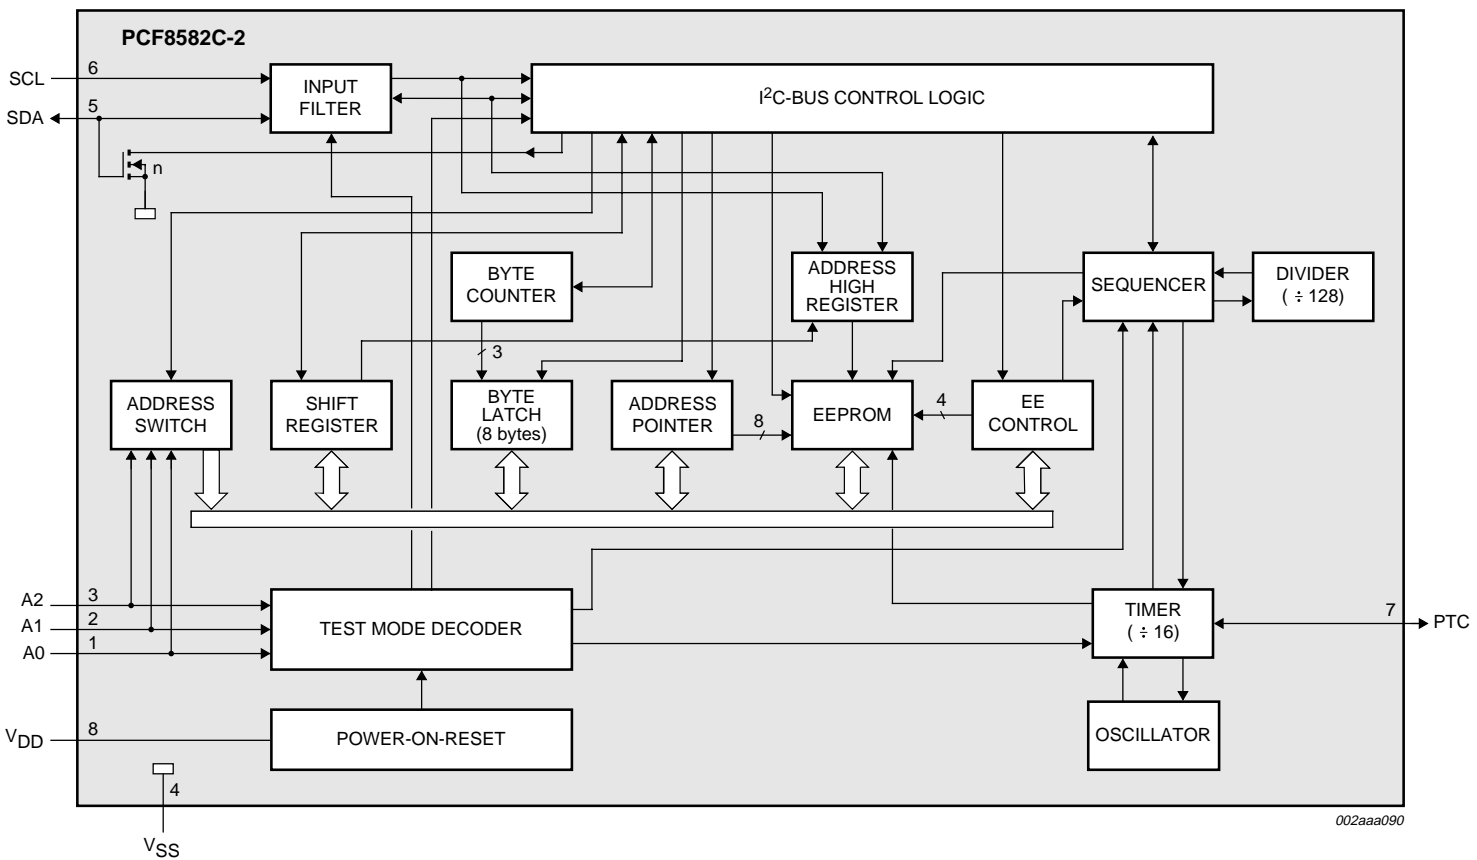 PCF8582C-2
SCL
6
INPUT
FILTER
I2C-BUS CONTROL LOGIC
SDA
5
n
BYTE
COUNTER
ADDRESS
HIGH
REGISTER
SEQUENCER
DIVIDER
( ÷ 128)
3
ADDRESS
SWITCH
SHIFT
REGISTER
BYTE
LATCH
(8 bytes)
ADDRESS
POINTER
8
EEPROM
4
EE
CONTROL
A2
3
A1
2
A0
1
TEST MODE DECODER
TIMER
( ÷ 16)
7
PTC
VDD
8
POWER-ON-RESET
OSCILLATOR
4
VSS
002aaa090